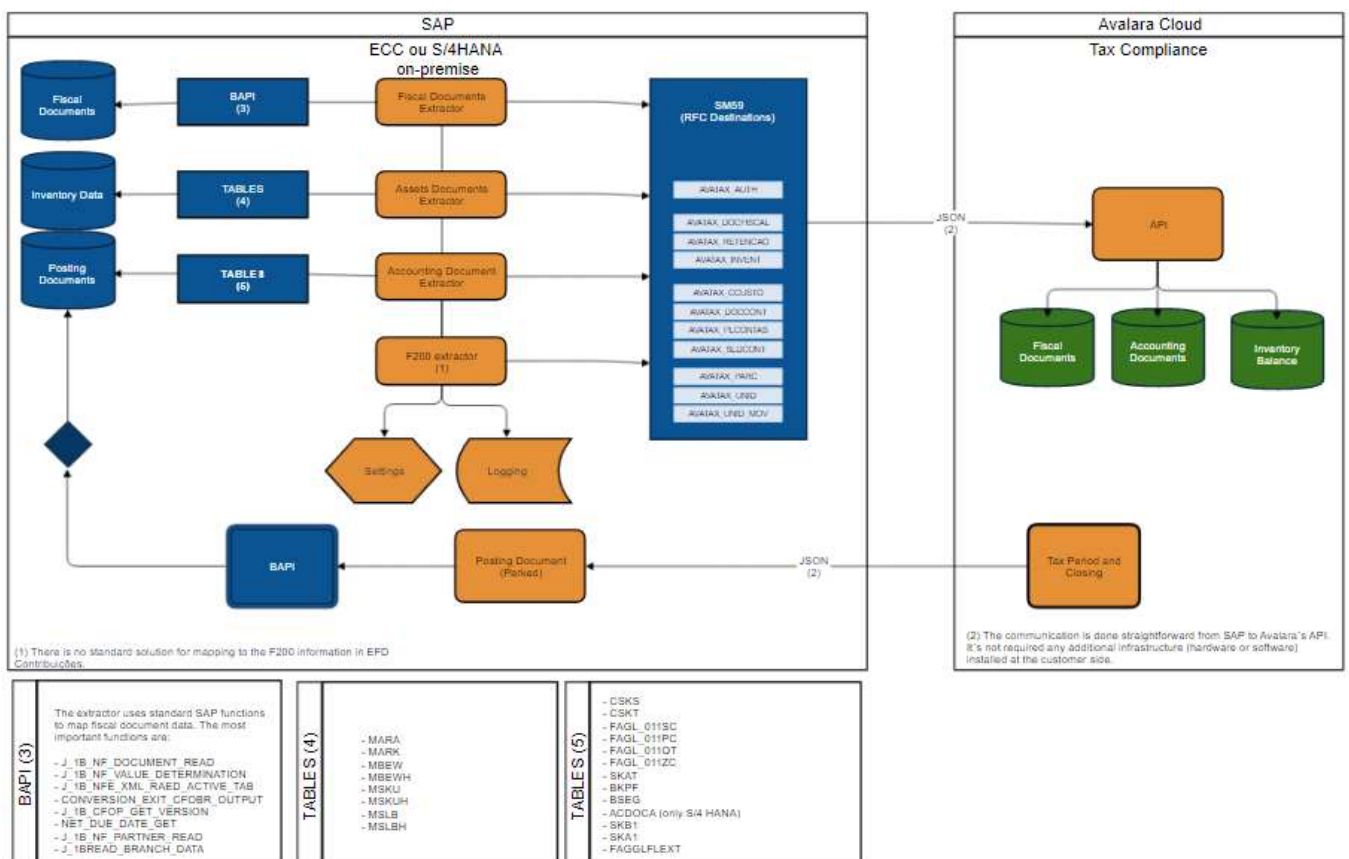 SAP
Avalara Cloud
ECC ou S/4HANA
on-premise
Tax Compliance
Fiscal
Documents
BAPI
(3)
Fiscal Documents
Extractor
SM59
(RFC Destinations)
Inventory Data
TABLES
(4)
Assets Documents
Extractor
AVATAX_AUTH
AVATAX_DOCFISCAL
AVATAX_RETENCAO
AVATAX_INVENT
JSON
(2)
API
Posting
Documents
TABLES
(5)
Accounting Document
Extractor
AVATAX_CCUSTO
AVATAX_DOCCONT
AVATAX_PLCONTAS
AVATAX_SLDCONT
F200 extractor
(1)
AVATAX_PARC
AVATAX_UNID
AVATAX_UNID_MOV
Fiscal
Documents
Accounting
Documents
Inventory
Balance
Settings
Logging
BAPI
Posting Document
(Parked)
JSON
(2)
Tax Period and
Closing
(1) There is no standard solution for mapping to the F200 information in EFD
Contribuições.
(2) The communication is done straightforward from SAP to Avalara´s API.
It´s not required any additional infrastructure (hardware or software)
installed at the customer side.
BAPI (3)
The extractor uses standard SAP functions
to map fiscal document data. The most
important functions are:
- J_1B_NF_DOCUMENT_READ
- J_1B_NF_VALUE_DETERMINATION
- J_1B_NFE_XML_RAED_ACTIVE_TAB
- CONVERSION_EXIT_CFOBR_OUTPUT
- J_1B_CFOP_GET_VERSION
- NET_DUE_DATE_GET
- J_1B_NF_PARTNER_READ
- J_1BREAD_BRANCH_DATA
TABLES (4)
- MARA
- MARK
- MBEW
- MBEWH
- MSKU
- MSKUH
- MSLB
- MSLBH
TABLES (5)
- CSKS
- CSKT
- FAGL_011SC
- FAGL_011PC
- FAGL_011QT
- FAGL_011ZC
- SKAT
- BKPF
- BSEG
- ACDOCA (only S/4 HANA)
- SKB1
- SKA1
- FAGGLFLEXT